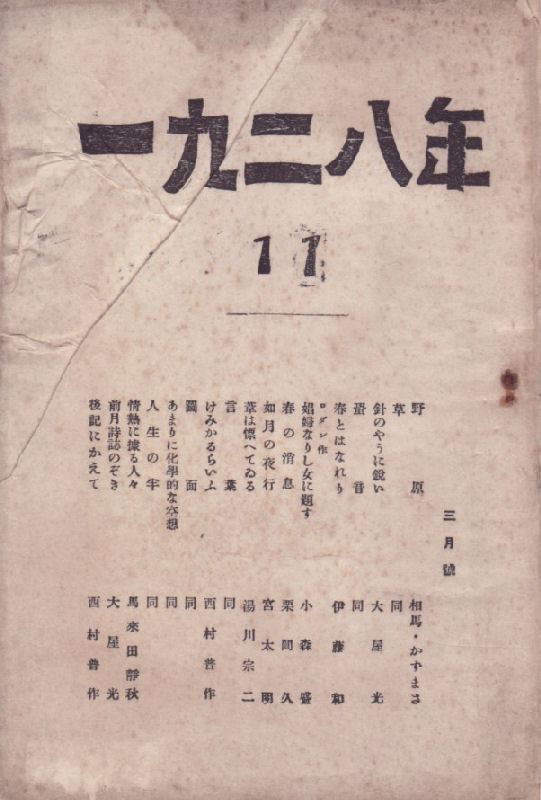 一九二八年
11
三月號
野原 相馬・かずまさ
草 同
針のやうに鋭い 大屋光
蛩音 同
春とはなれり 伊藤和
ロダン作
娼婦なりし女に題す 小森盛
春の消息 栗間久
如月の夜行 宮太明
葦は慄へてゐる 湯川宗二
言葉 同
けみかるらいふ 西村普作
圖面 同
あまりに化學的な空想 同
人生の牢 同
情熱に據る人々 馬來田靜秋
前月詩誌のぞき 大屋光
後記にかえて 西村普作